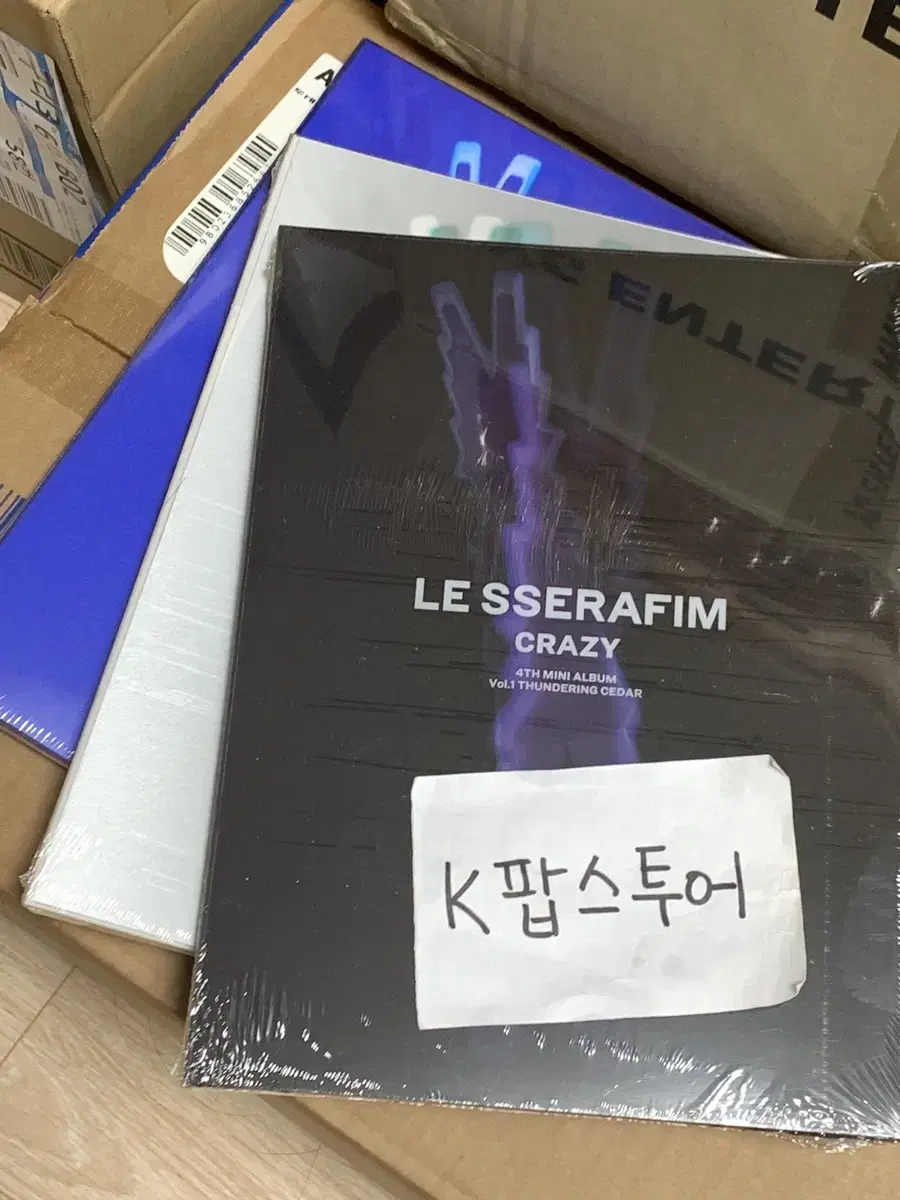 LE SSERAFIM
CRAZY
4TH MINI ALBUM
Vol.1 THUNDERING CEDAR
K팝스투어